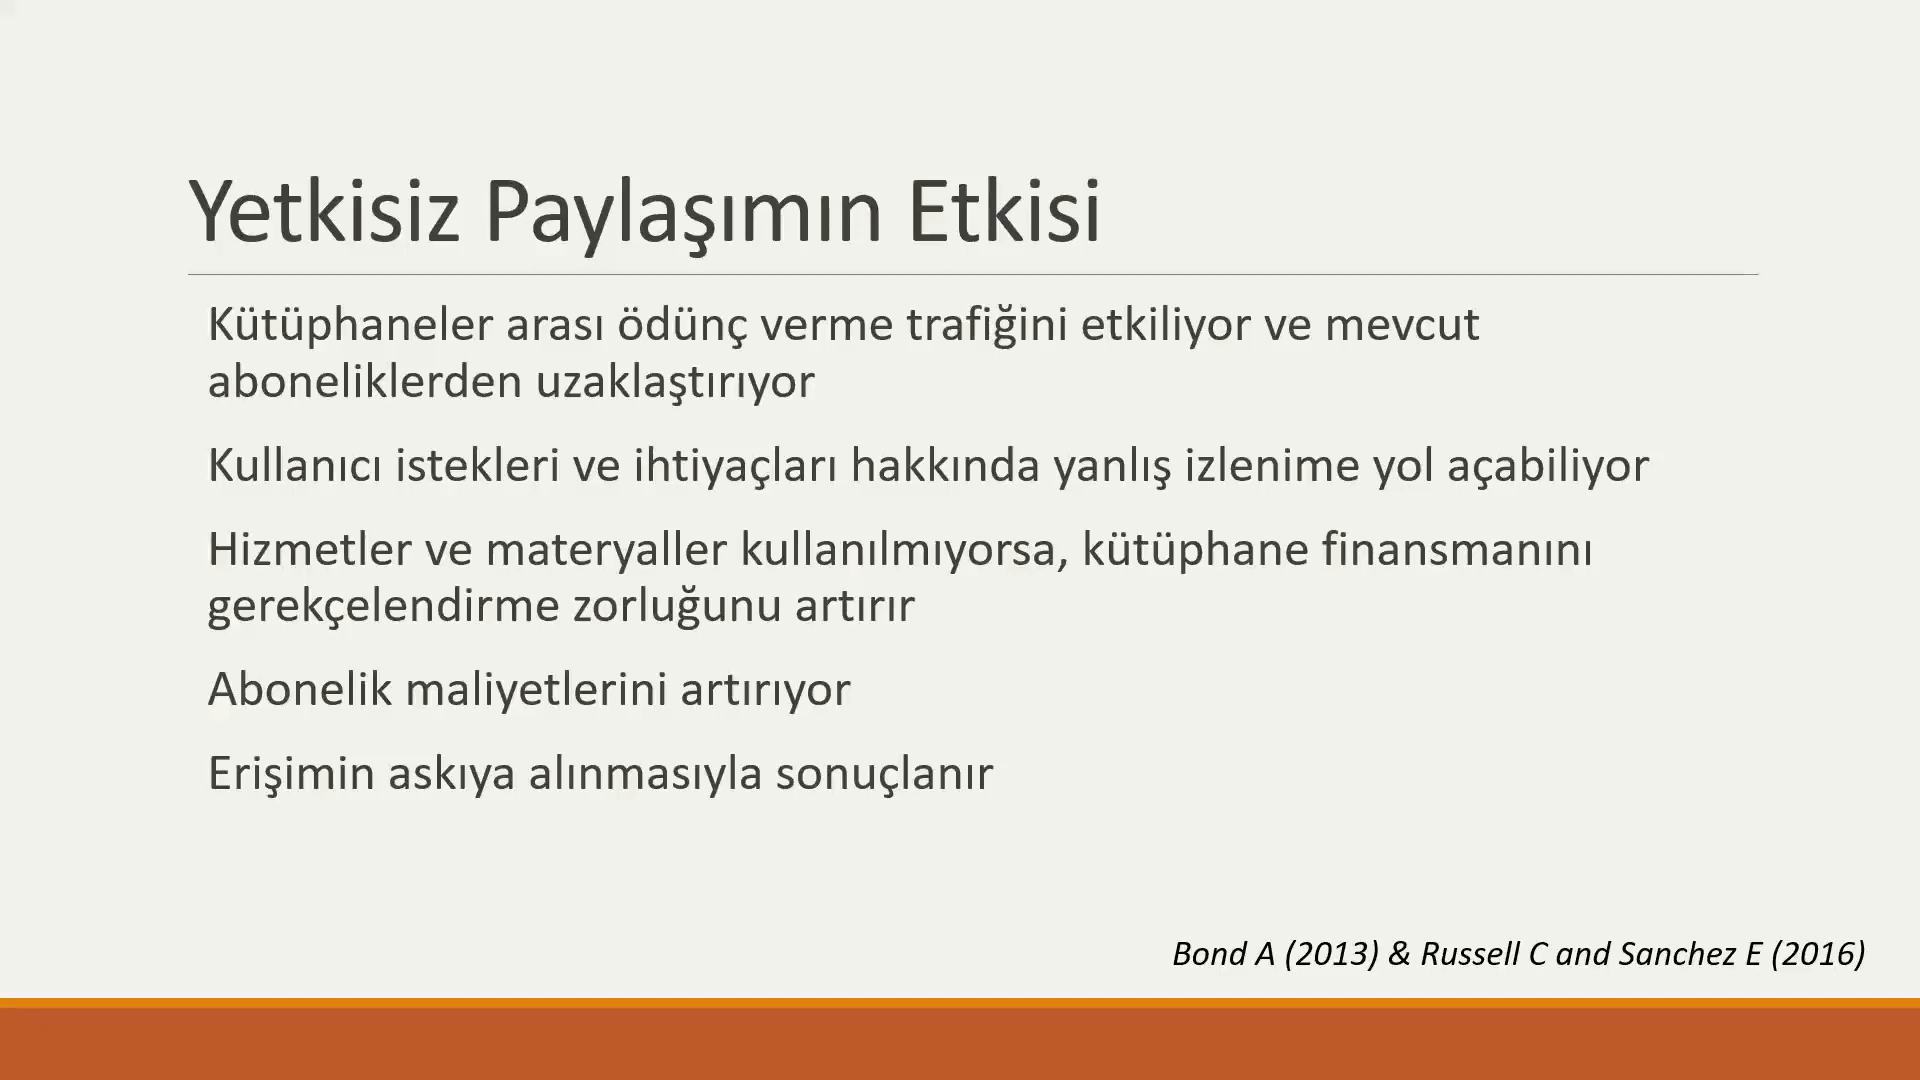 Yetkisiz Paylaşımın Etkisi
Kütüphaneler arası ödünç verme trafiğini etkiliyor ve mevcut
aboneliklerden uzaklaştırıyor
Kullanıcı istekleri ve ihtiyaçları hakkında yanlış izlenime yol açabiliyor
Hizmetler ve materyaller kullanılmıyorsa, kütüphane finansmanını
gerekçelendirme zorluğunu artırır
Abonelik maliyetlerini artırıyor
Erişimin askıya alınmasıyla sonuçlanır
Bond A (2013) & Russell C and Sanchez E (2016)